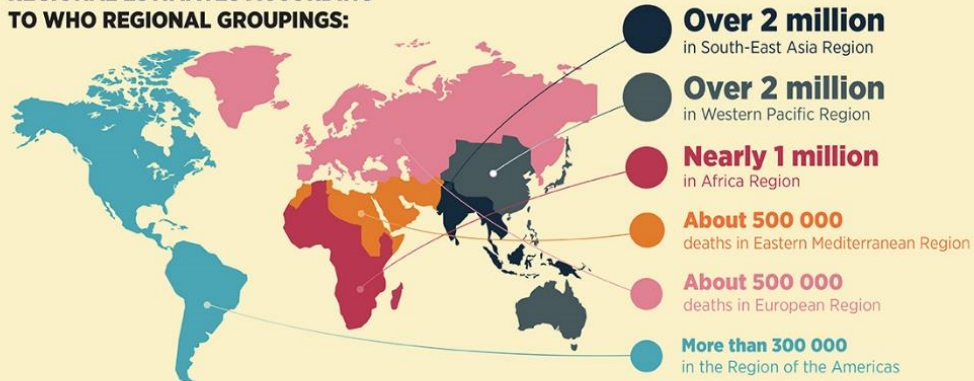 TO WHO REGIONAL GROUPINGS:
Over 2 million
in South-East Asia Region
Over 2 million
in Western Pacific Region
Nearly 1 million
in Africa Region
About 500 000
deaths in Eastern Mediterranean Region
About 500 000
deaths in European Region
More than 300 000
in the Region of the Americas